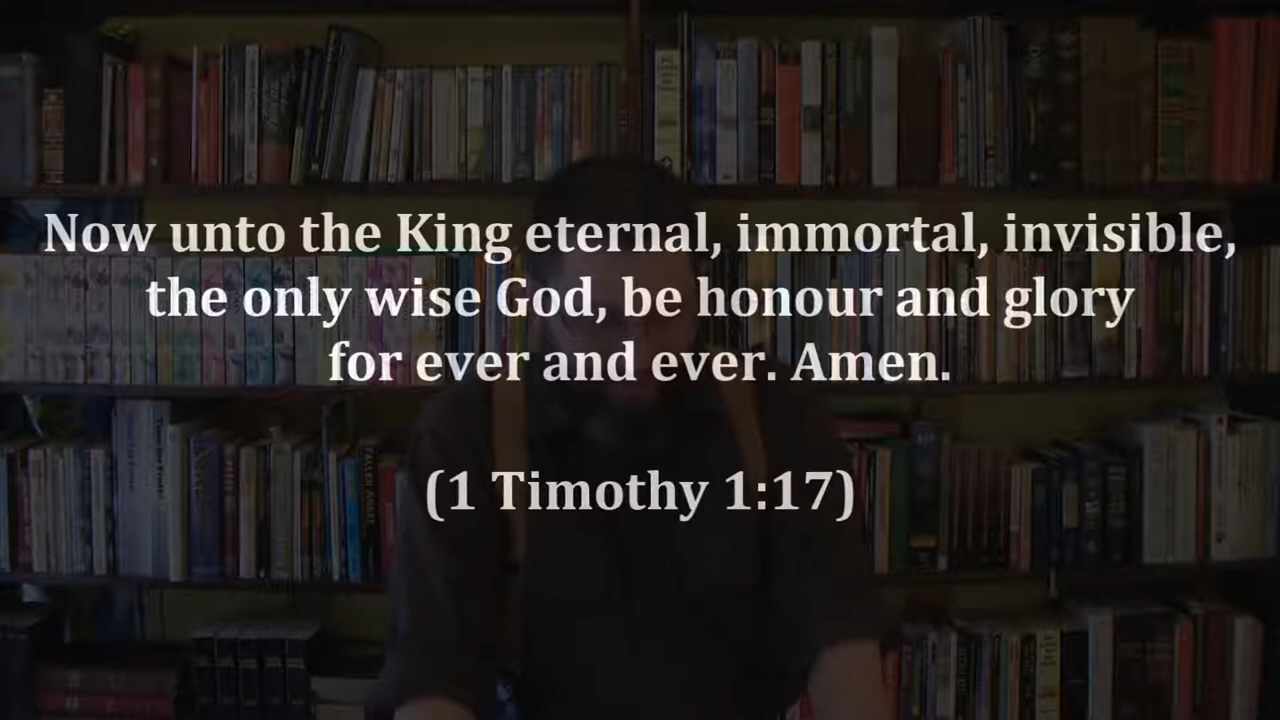 Now unto the King eternal, immortal, invisible,
the only wise God, be honour and glory
for ever and ever. Amen.
(1 Timothy 1:17)